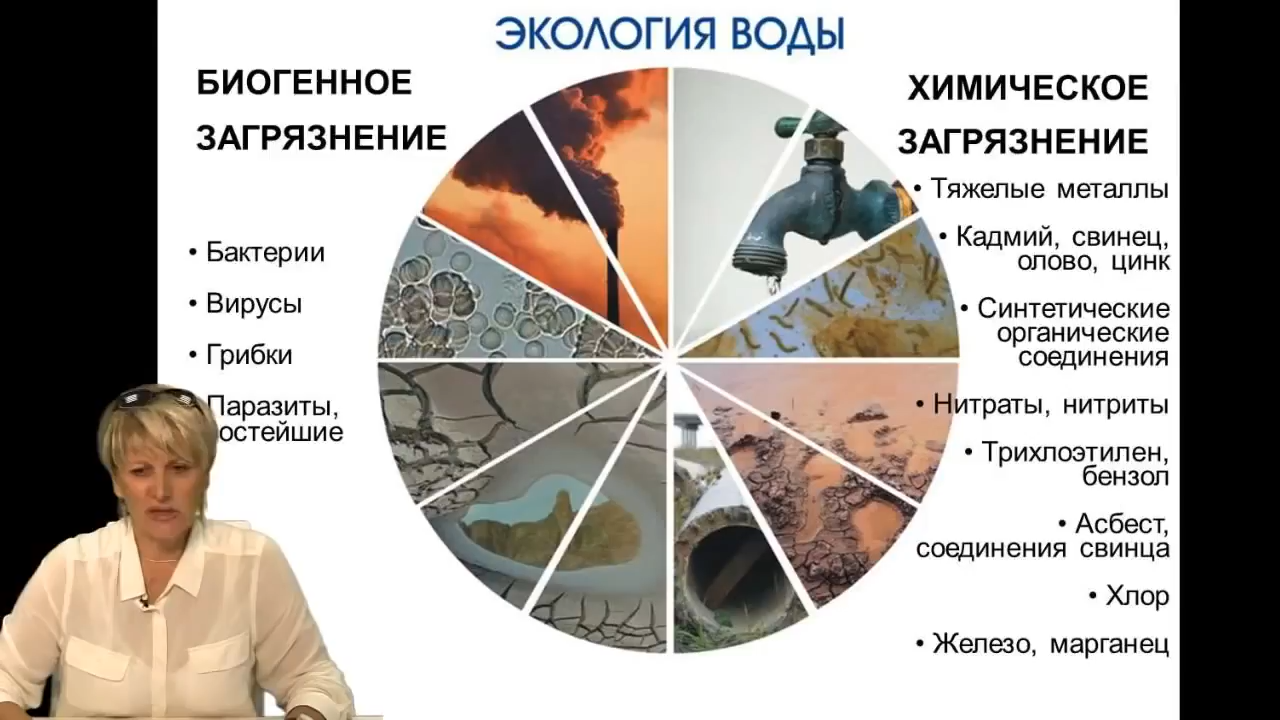 ЭКОЛОГИЯ ВОДЫ
БИОГЕННОЕ
ЗАГРЯЗНЕНИЕ
• Бактерии
• Вирусы
• Грибки
Паразиты,
остейшие
ХИМИЧЕСКОЕ
ЗАГРЯЗНЕНИЕ
• Тяжелые металлы
• Кадмий, свинец,
олово, цинк
• Синтетические
органические
соединения
• Нитраты, нитриты
• Трихлоэтилен,
бензол
• Асбест,
соединения свинца
• Хлор
• Железо, марганец